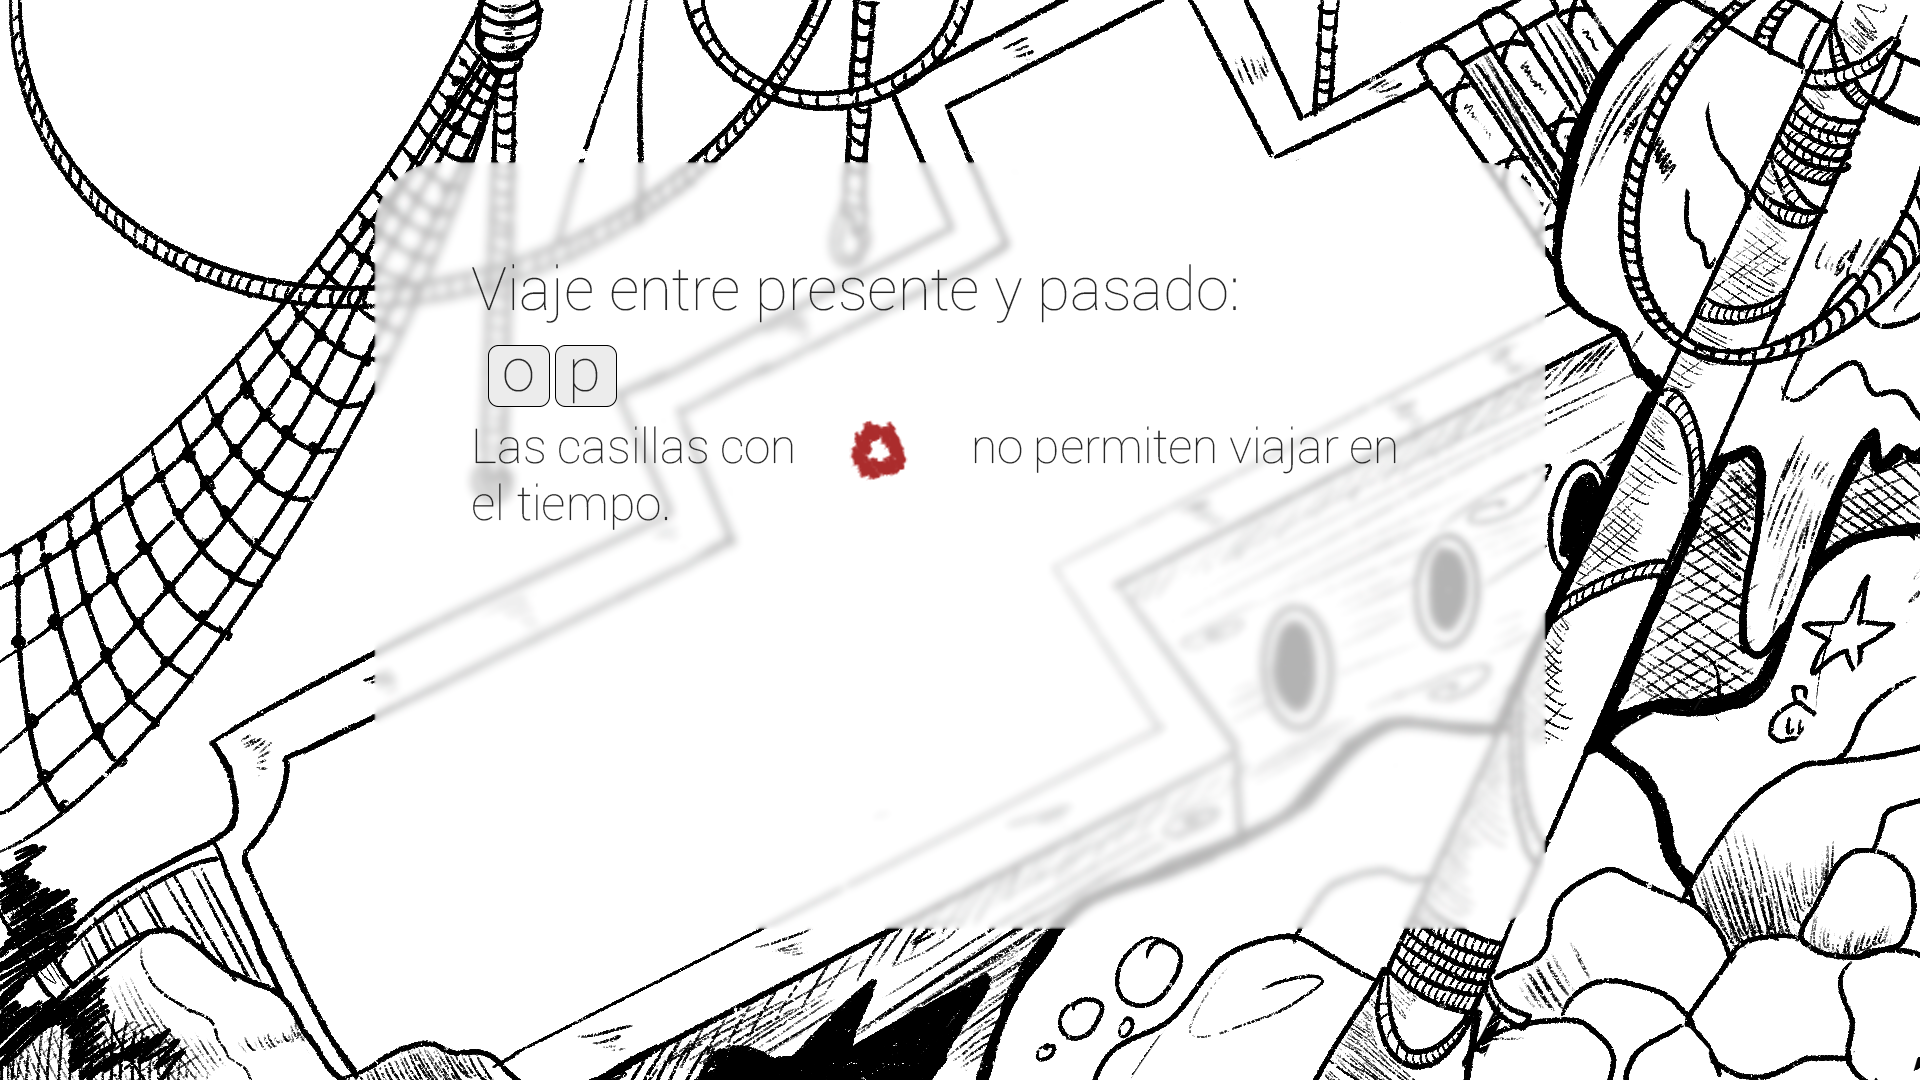 Viaje entre presente y pasado:
o p
Las casillas con no permiten viajar en
el tiempo.